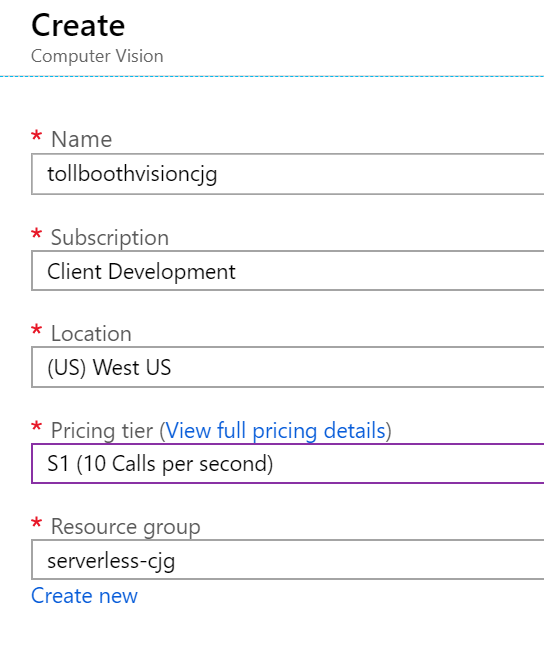 Create
Computer Vision
* Name
tollboothvisioncjg
* Subscription
Client Development
* Location
(US) West US
* Pricing tier (View full pricing details)
S1 (10 Calls per second)
* Resource group
serverless-cjg
Create new